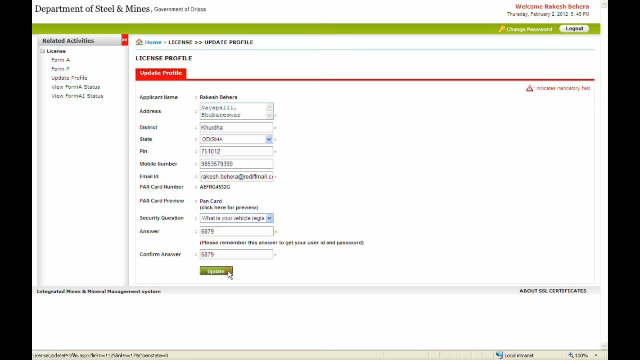 Department of Steel & Mines, Government of Orissa
Welcome Rakesh Behera
Thursday, February 2, 2012, 5:45 PM
Change Password Logout
Related Activities
License
Form A
Form P
Update Profile
View FormA Status
View FormA1 Status
Home » LICENSE >> UPDATE PROFILE
LICENSE PROFILE
Update Profile
* indicates mandatory field
Applicant Name : Rakesh Behera
Address : Nayapalli,
Bhubaneswar
District : Khurdha
State : ODISHA
Pin : 751012
Mobile Number : 9853579399
Email Id : rakesh.behera@rediffmail.c
PAN Card Number : AEFRG4532G
PAN Card Preview : Pan Card
(click here for preview)
Security Question : What is your vehicle regis
Answer : 6879
(Please remember this answer to get your user id and password)
Confirm Answer : 6879
Update
Integrated Mines & Mineral Management system
ABOUT SSL CERTIFICATES
Local intranet
100%